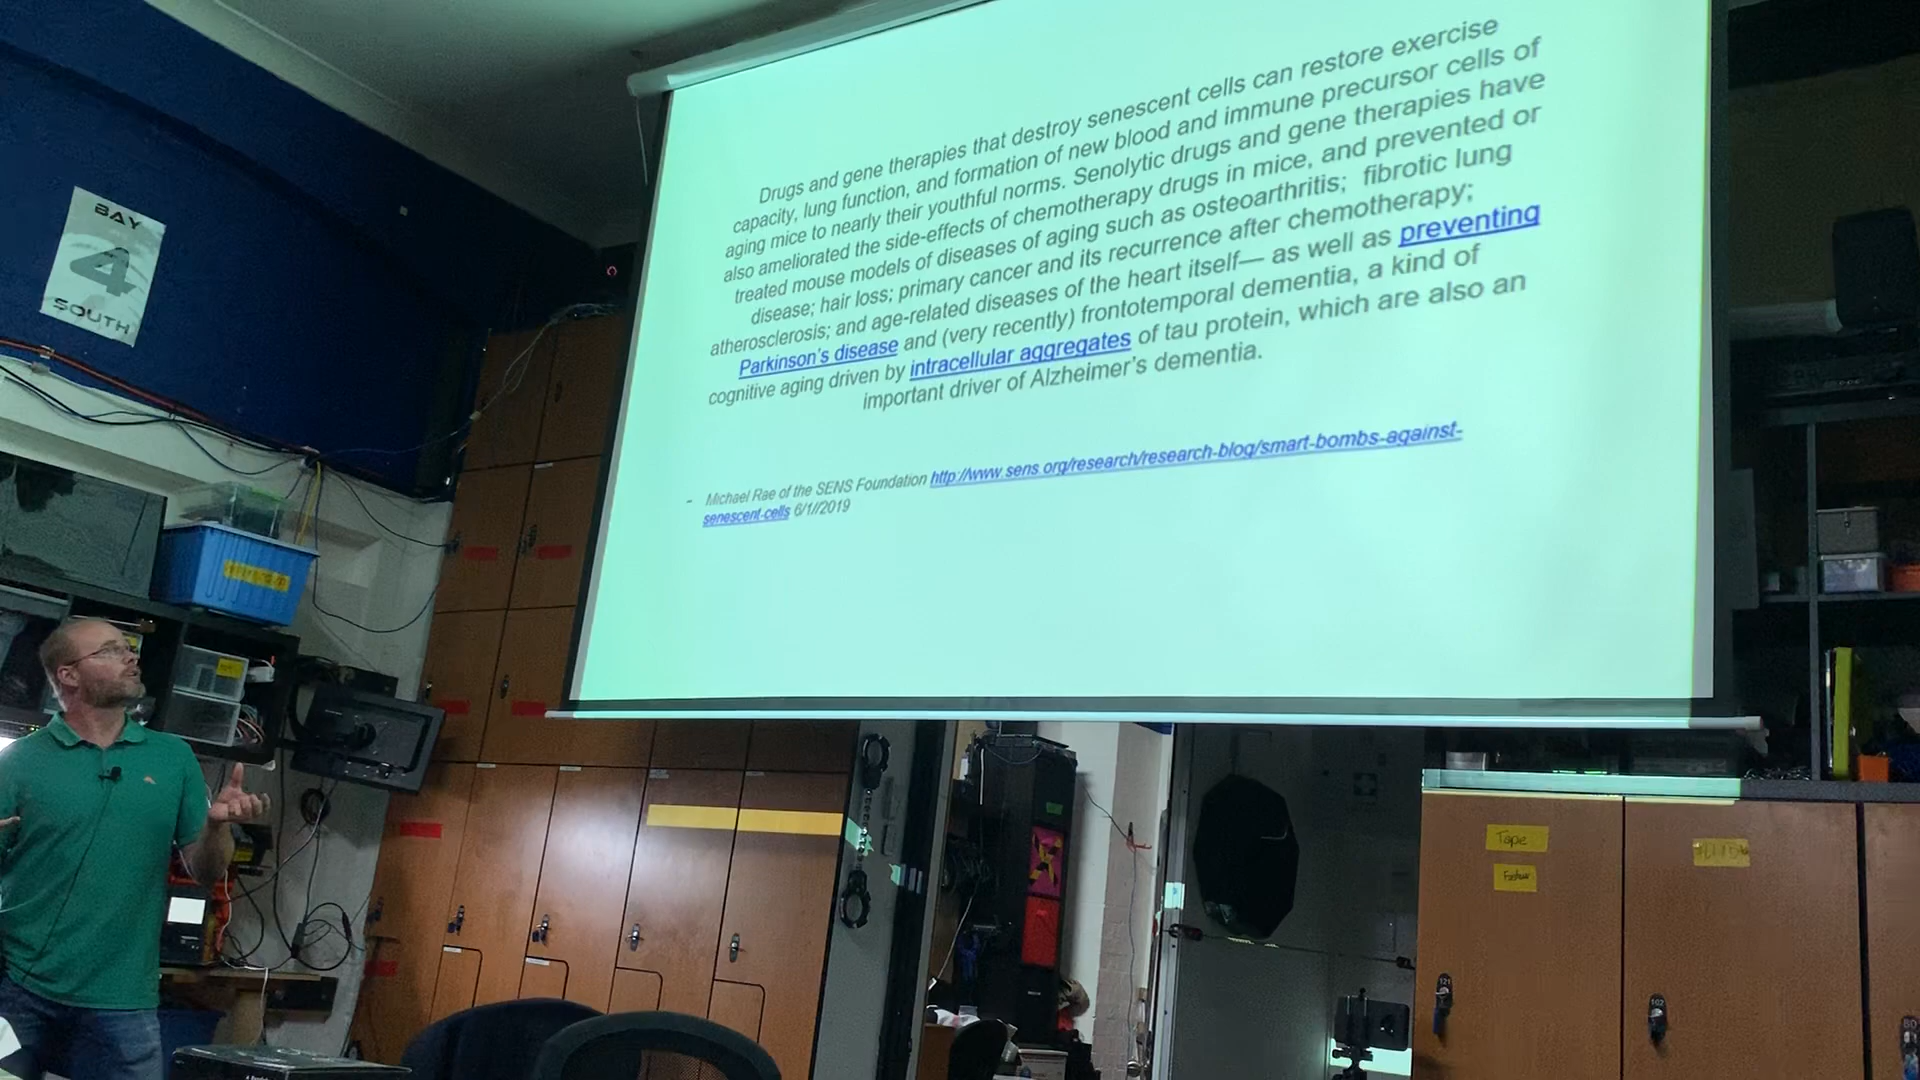 Drugs and gene therapies that destroy senescent cells can restore exercise
capacity, lung function, and formation of new blood and immune precursor cells of
aging mice to nearly their youthful norms. Senolytic drugs and gene therapies have
also ameliorated the side-effects of chemotherapy drugs in mice, and prevented or
treated mouse models of diseases of aging such as osteoarthritis; fibrotic lung
disease; hair loss; primary cancer and its recurrence after chemotherapy;
atherosclerosis; and age-related diseases of the heart itself— as well as preventing
Parkinson's disease and (very recently) frontotemporal dementia, a kind of
cognitive aging driven by intracellular aggregates of tau protein, which are also an
important driver of Alzheimer's dementia.
- Michael Rae of the SENS Foundation http://www.sens.org/research/research-blog/smart-bombs-against-
senescent-cells 6/1//2019
BAY
4
SOUTH
Tape
121
102
80